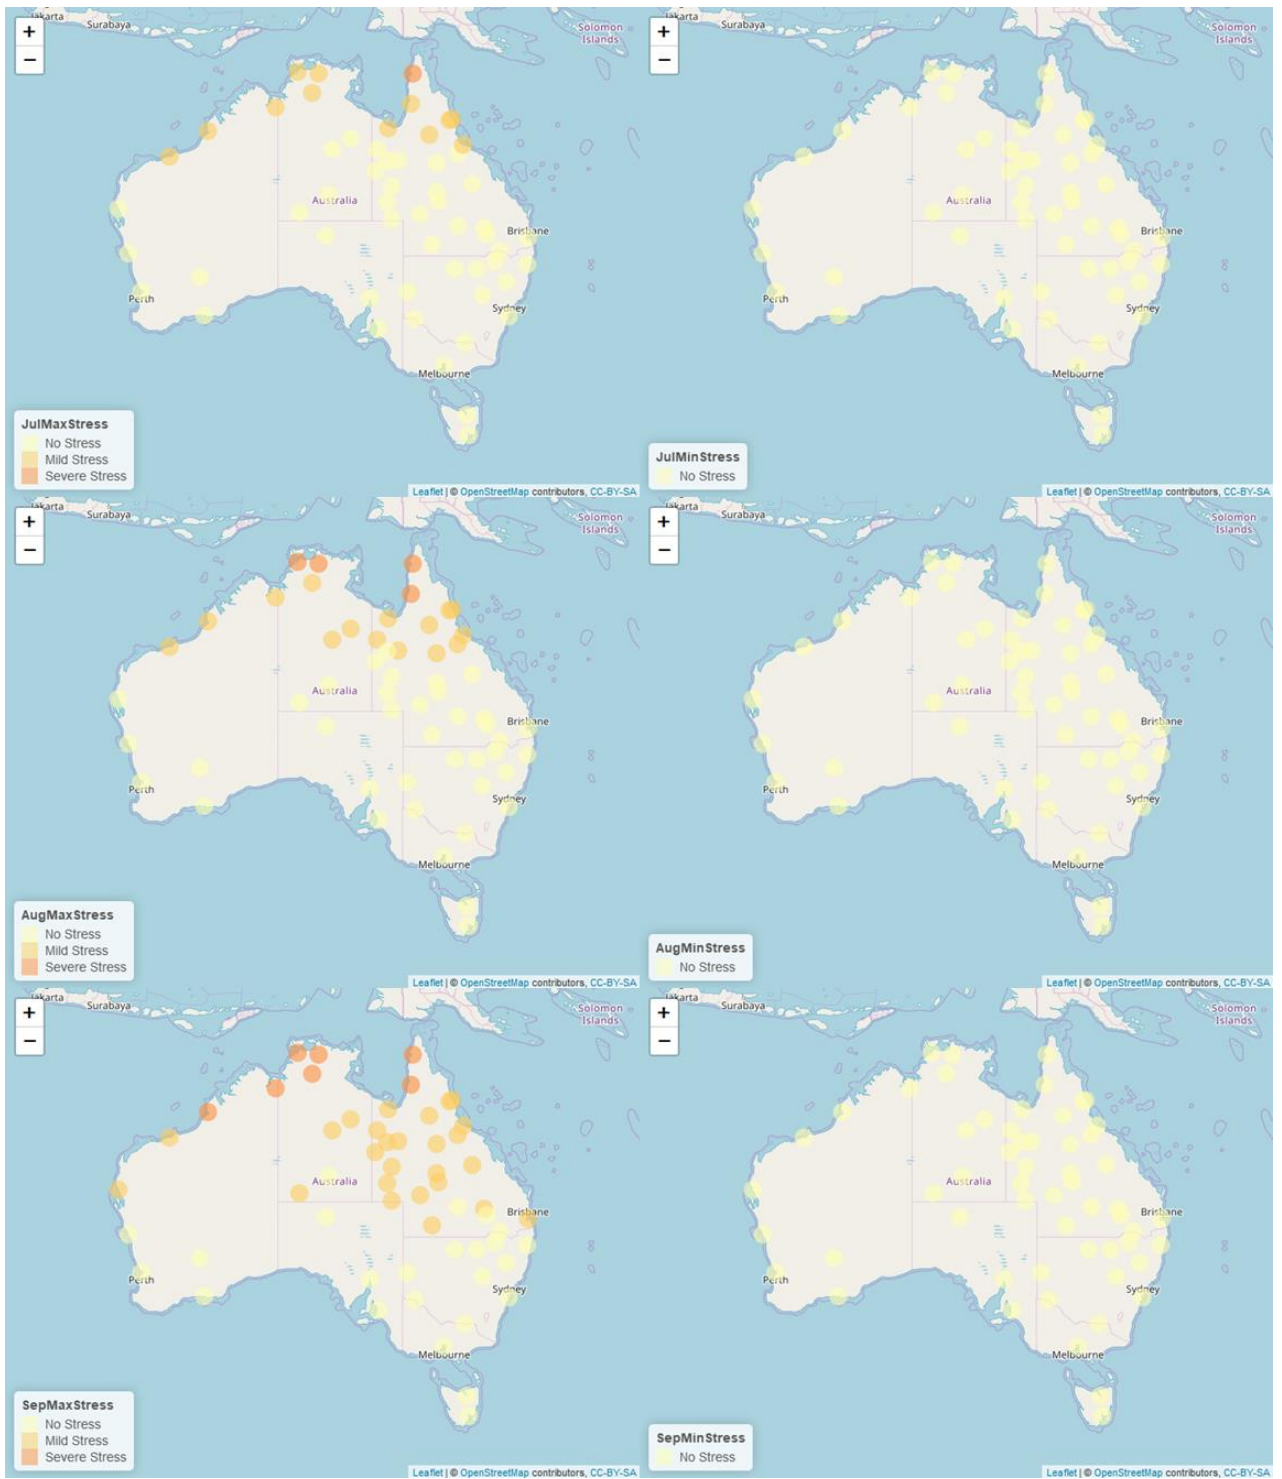 Jakarta
Surabaya
Solomon
Islands
+
−
Australia
Brisbane
Perth
Sydney
Melbourne
JulMaxStress
No Stress
Mild Stress
Severe Stress
Leaflet | © OpenStreetMap contributors, CC-BY-SA
Jakarta
Surabaya
Solomon
Islands
+
−
Australia
Brisbane
Perth
Sydney
Melbourne
JulMinStress
No Stress
Leaflet | © OpenStreetMap contributors, CC-BY-SA
Jakarta
Surabaya
Solomon
Islands
+
−
Australia
Brisbane
Perth
Sydney
Melbourne
AugMaxStress
No Stress
Mild Stress
Severe Stress
Leaflet | © OpenStreetMap contributors, CC-BY-SA
Jakarta
Surabaya
Solomon
Islands
+
−
Australia
Brisbane
Perth
Sydney
Melbourne
AugMinStress
No Stress
Leaflet | © OpenStreetMap contributors, CC-BY-SA
Jakarta
Surabaya
Solomon
Islands
+
−
Australia
Brisbane
Perth
Sydney
Melbourne
SepMaxStress
No Stress
Mild Stress
Severe Stress
Leaflet | © OpenStreetMap contributors, CC-BY-SA
Jakarta
Surabaya
Solomon
Islands
+
−
Australia
Brisbane
Perth
Sydney
Melbourne
SepMinStress
No Stress
Leaflet | © OpenStreetMap contributors, CC-BY-SA